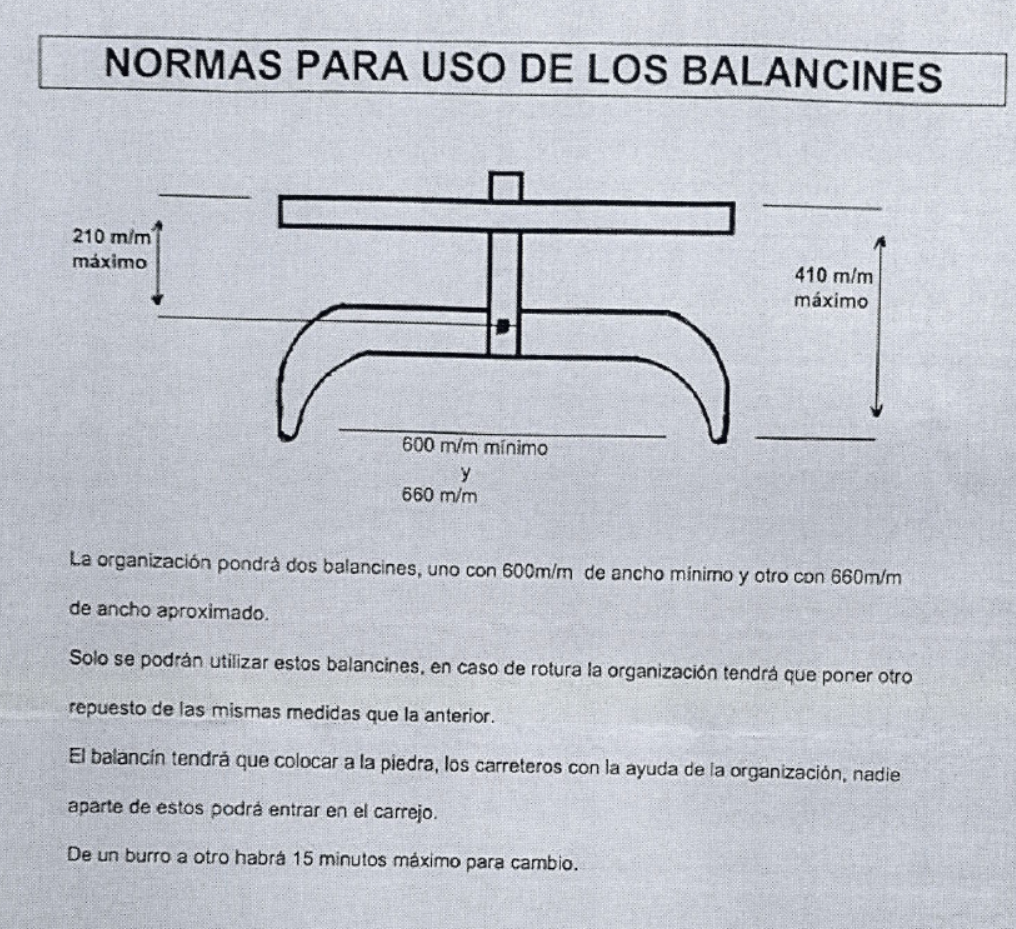 NORMAS PARA USO DE LOS BALANCINES
210 m/m
máximo
410 m/m
máximo
600 m/m mínimo
y
660 m/m
La organización pondrá dos balancines, uno con 600m/m de ancho mínimo y otro con 660m/m
de ancho aproximado.
Solo se podrán utilizar estos balancines, en caso de rotura la organización tendrá que poner otro
repuesto de las mismas medidas que la anterior.
El balancín tendrá que colocar a la piedra, los carreteros con la ayuda de la organización, nadie
aparte de estos podrá entrar en el carrejo.
De un burro a otro habrá 15 minutos máximo para cambio.